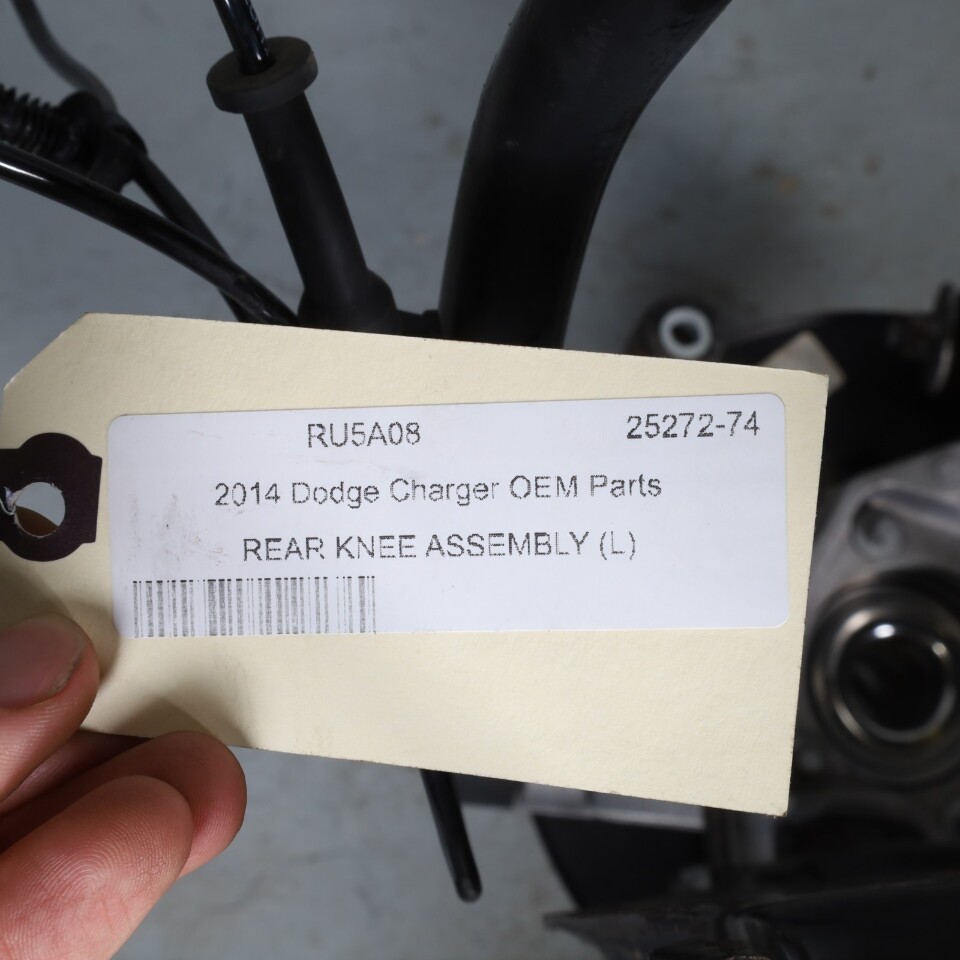 RU5A08 25272-74
2014 Dodge Charger OEM Parts
REAR KNEE ASSEMBLY (L)